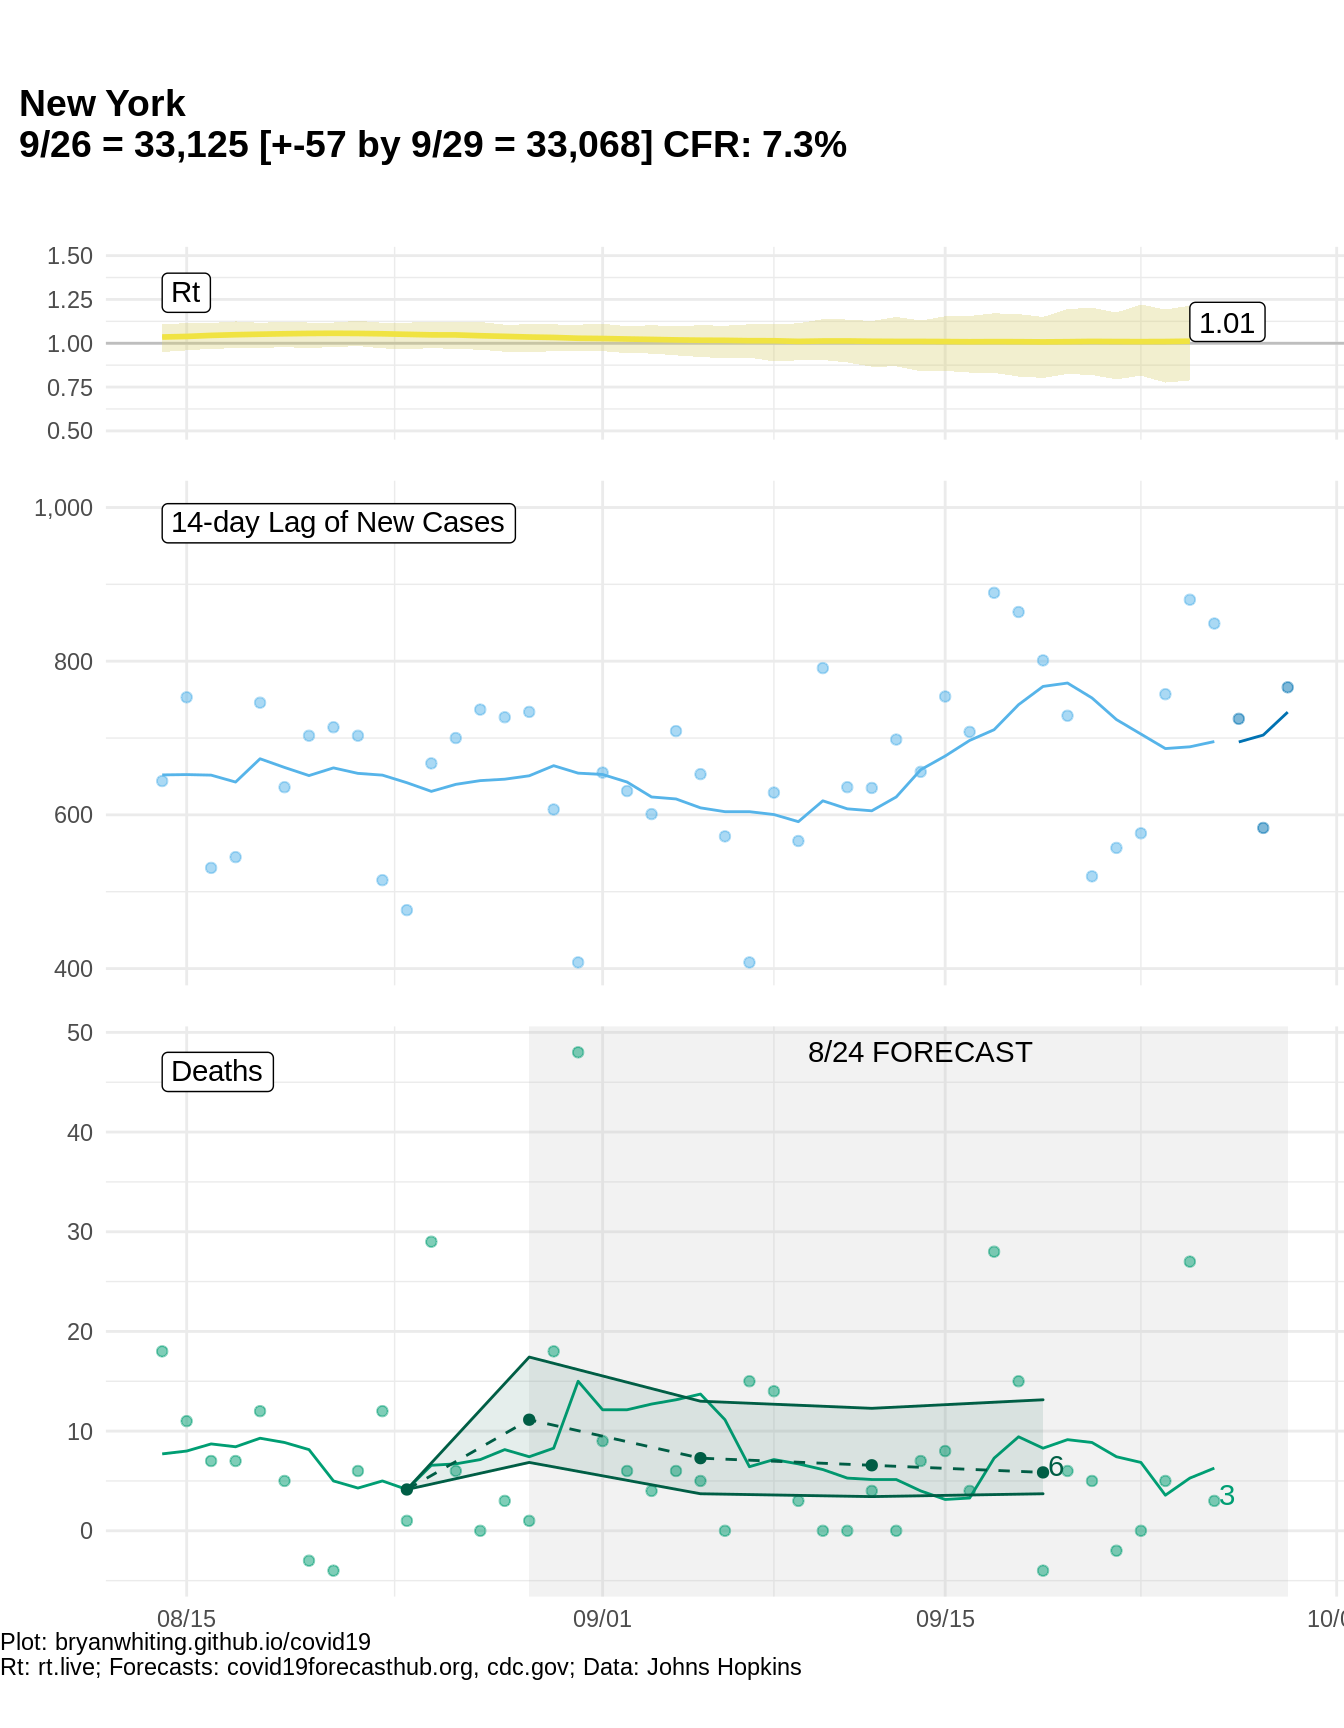 New York
9/26 = 33,125 [+-57 by 9/29 = 33,068] CFR: 7.3%
1.50
1.25
1.00
0.75
0.50
Rt
1.01
1,000
800
600
400
14-day Lag of New Cases
50
40
30
20
10
0
Deaths
8/24 FORECAST
6
3
08/15
09/01
09/15
10/0
Plot: bryanwhiting.github.io/covid19
Rt: rt.live; Forecasts: covid19forecasthub.org, cdc.gov; Data: Johns Hopkins